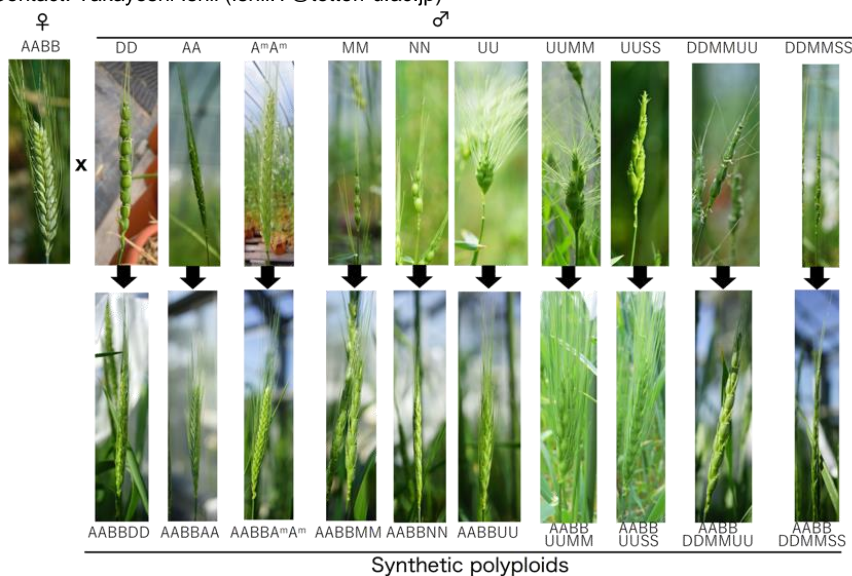 ♀
♂
AABB
DD AA AᵐAᵐ MM NN UU UUMM UUSS DDMMUU DDMMSS
x
AABBDD AABBAA AABBAᵐAᵐ AABBMM AABBNN AABBUU AABB AABB AABB AABB
UUMM UUSS DDMMUU DDMMSS
Synthetic polyploids